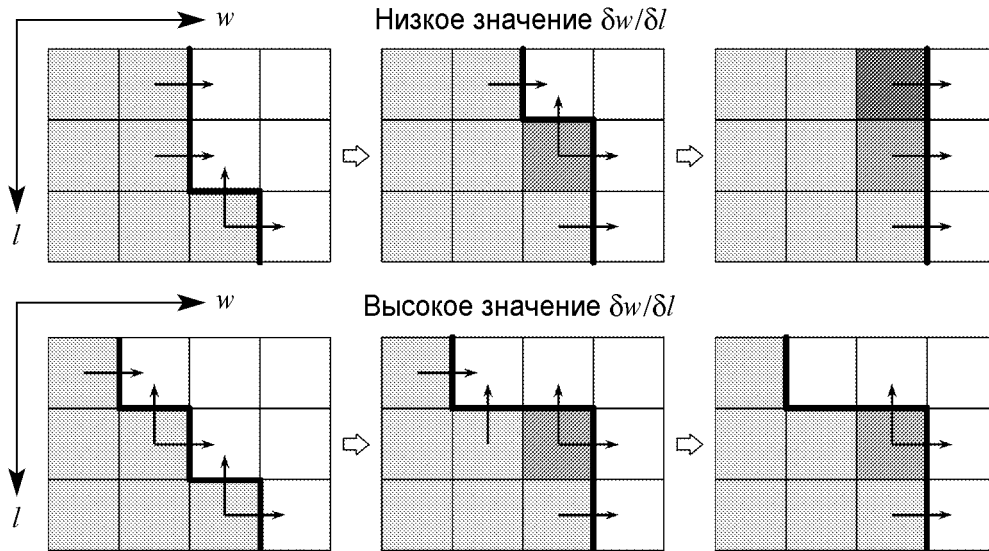 w
Низкое значение δw/δl
l
w
Высокое значение δw/δl
l